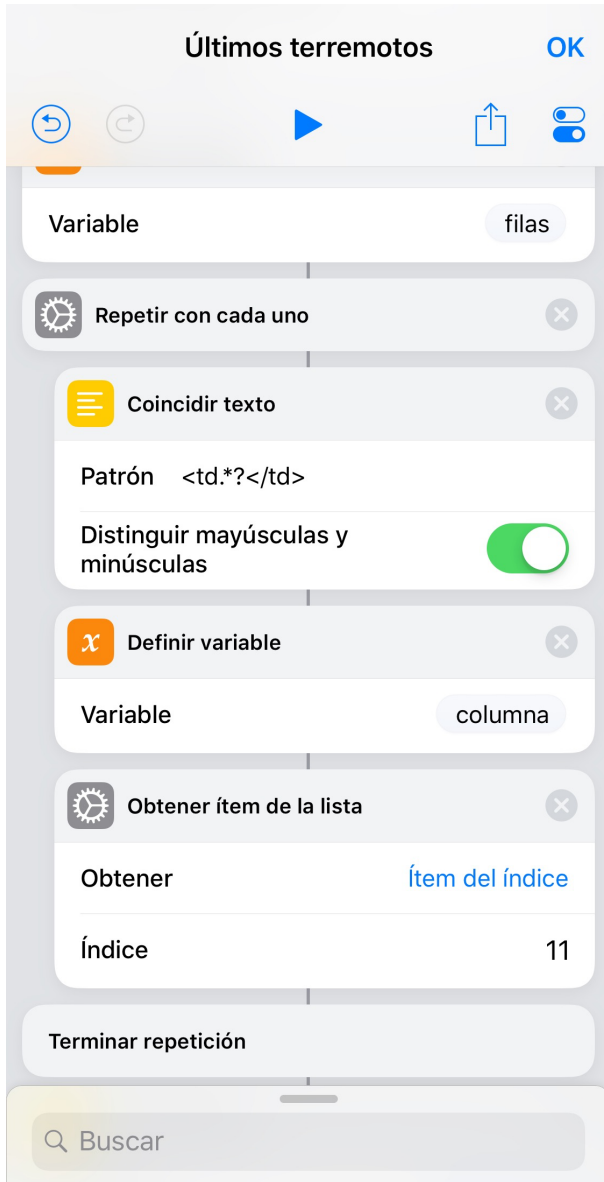 Últimos terremotos
OK
Variable
filas
Repetir con cada uno
Coincidir texto
Patrón <td.*?</td>
Distinguir mayúsculas y
minúsculas
x Definir variable
Variable
columna
Obtener ítem de la lista
Obtener
Ítem del índice
Índice
11
Terminar repetición
Buscar